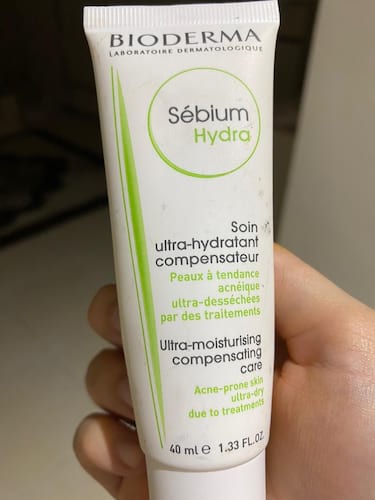 BIODERMA
LABORATOIRE DERMATOLOGIQUE
Sébium
Hydra
Soin
ultra-hydratant
compensateur
Peaux à tendance
acnéique
ultra-desséchées
par des traitements
Ultra-moisturising
compensating
care
Acne-prone skin
ultra-dry
due to treatments
40 ml e 1.33 FL.OZ.